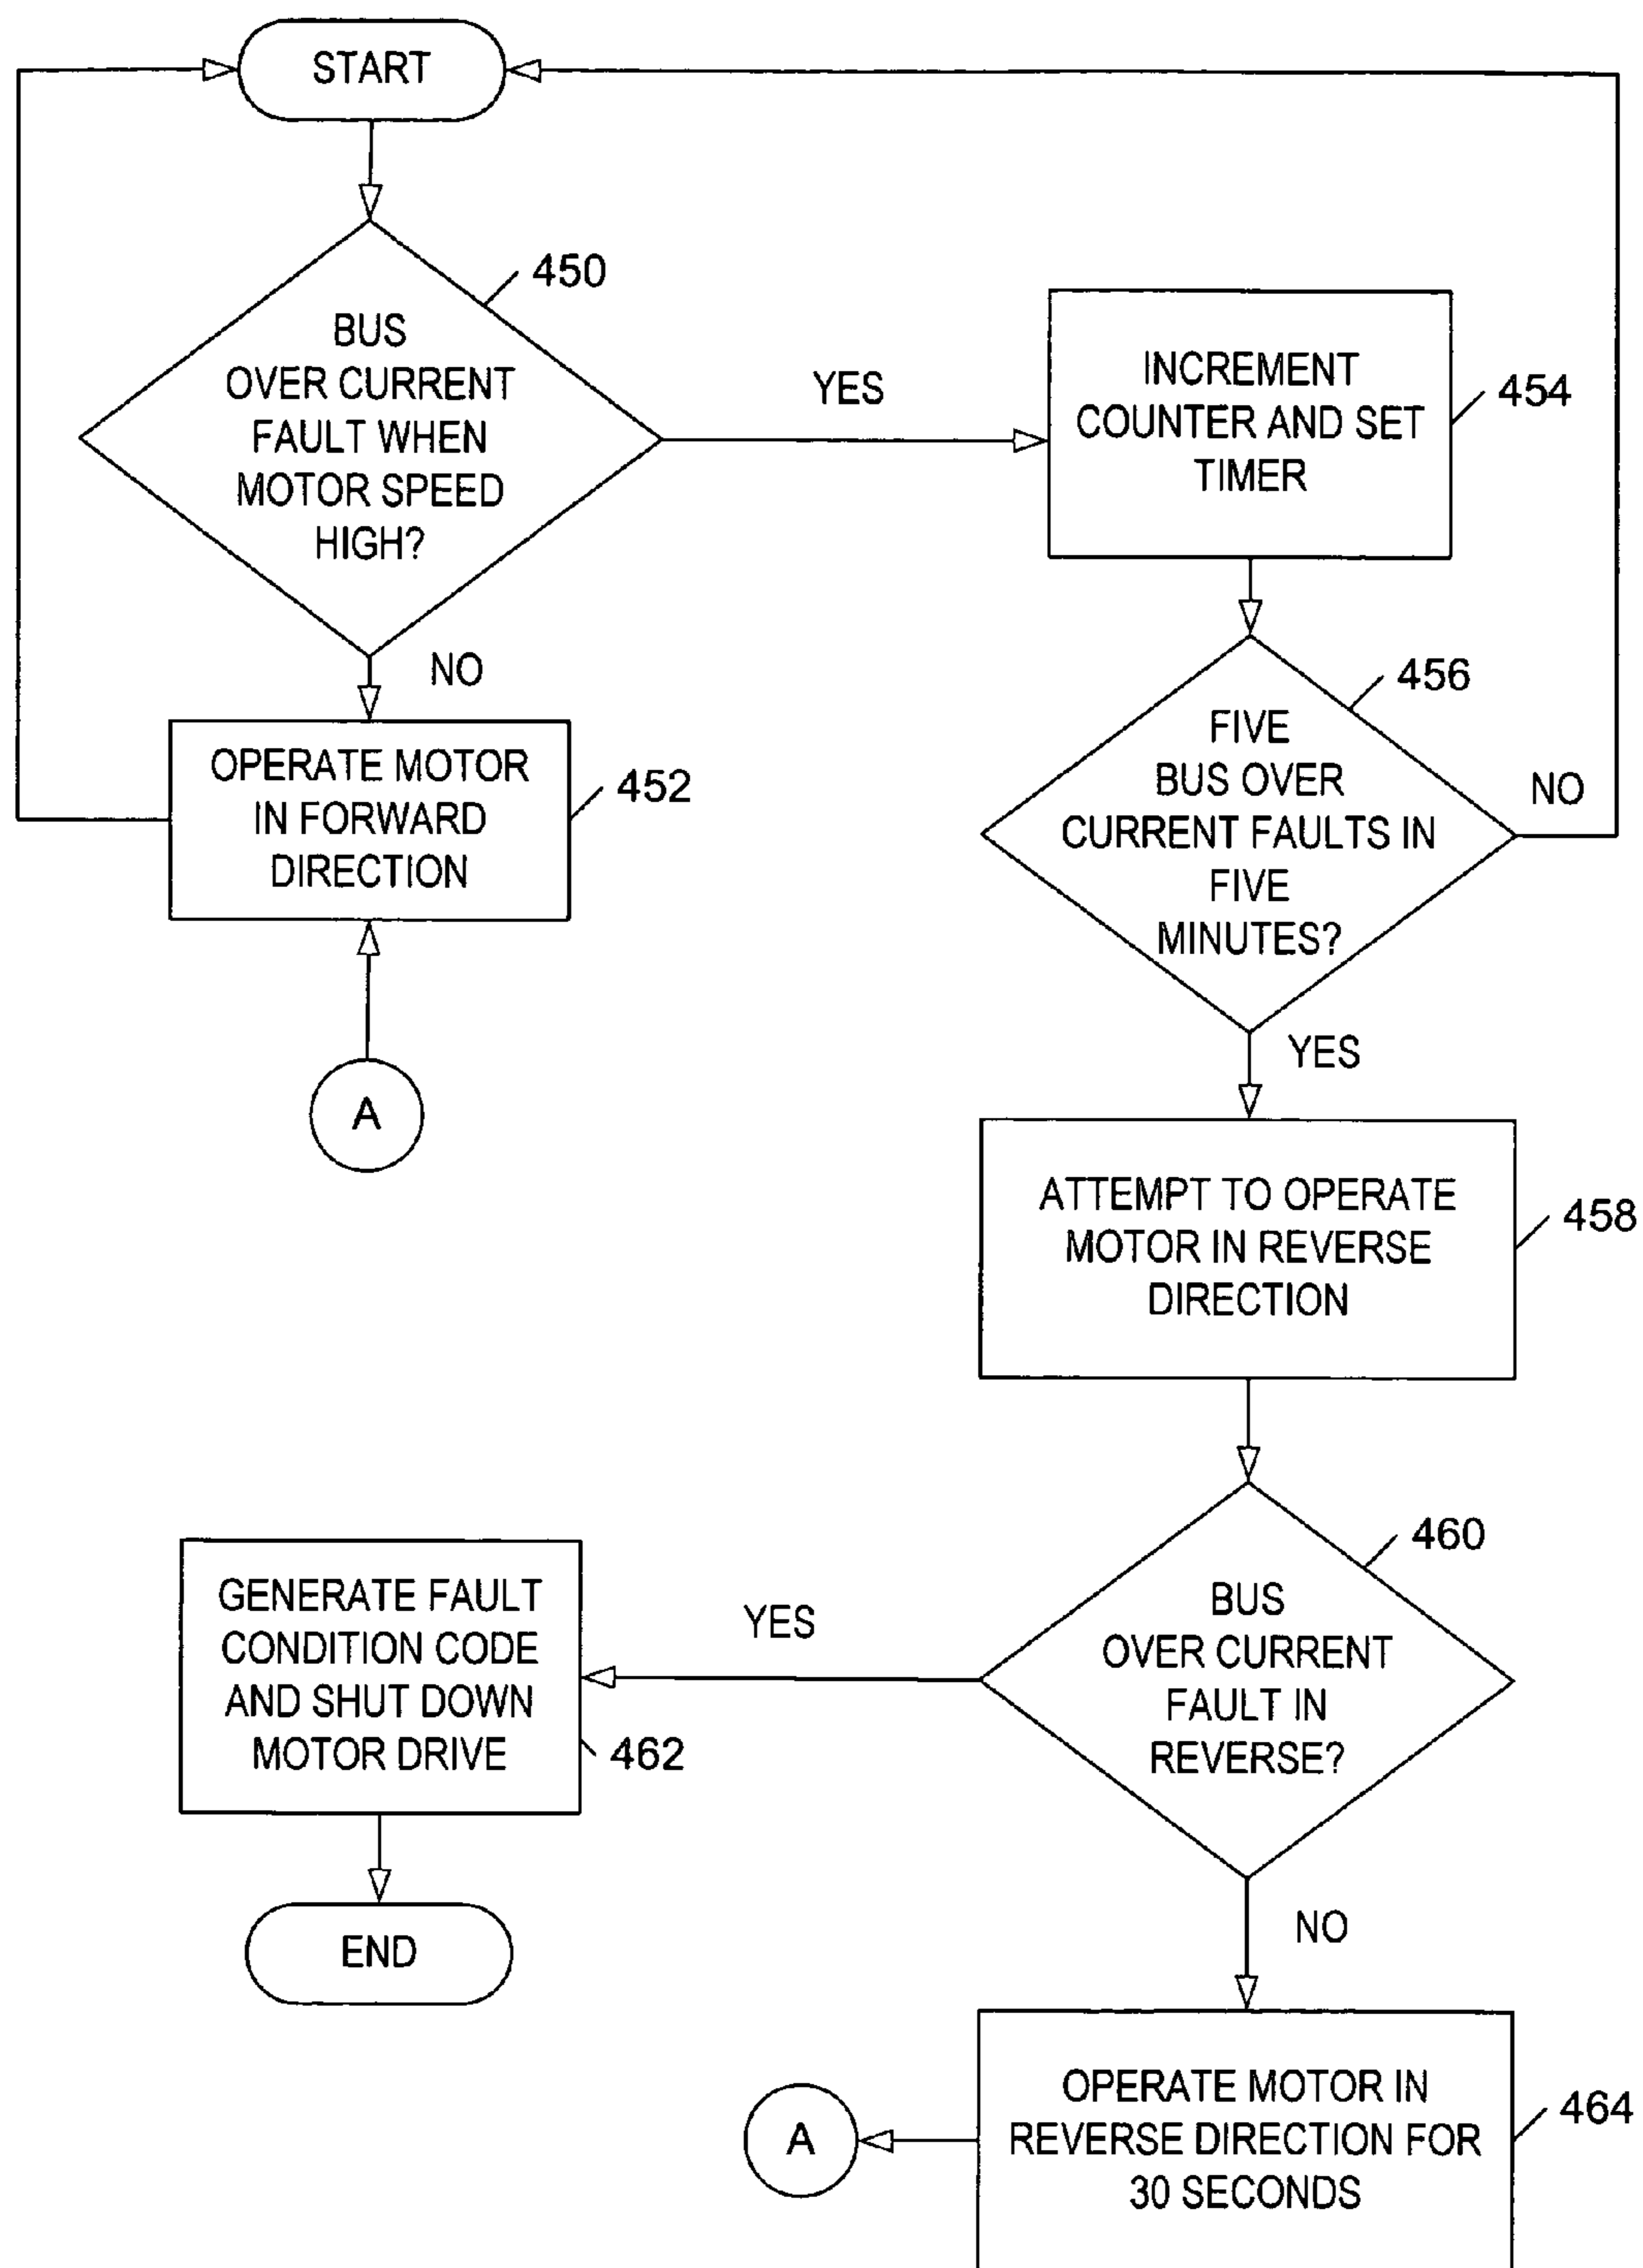 START
450
BUS
OVER CURRENT
FAULT WHEN
MOTOR SPEED
HIGH?
YES
INCREMENT
COUNTER AND SET
TIMER
454
NO
OPERATE MOTOR
IN FORWARD
DIRECTION
452
A
456
FIVE
BUS OVER
CURRENT FAULTS IN
FIVE
MINUTES?
NO
YES
ATTEMPT TO OPERATE
MOTOR IN REVERSE
DIRECTION
458
460
BUS
OVER CURRENT
FAULT IN
REVERSE?
YES
GENERATE FAULT
CONDITION CODE
AND SHUT DOWN
MOTOR DRIVE
462
END
NO
OPERATE MOTOR IN
REVERSE DIRECTION FOR
30 SECONDS
464
A